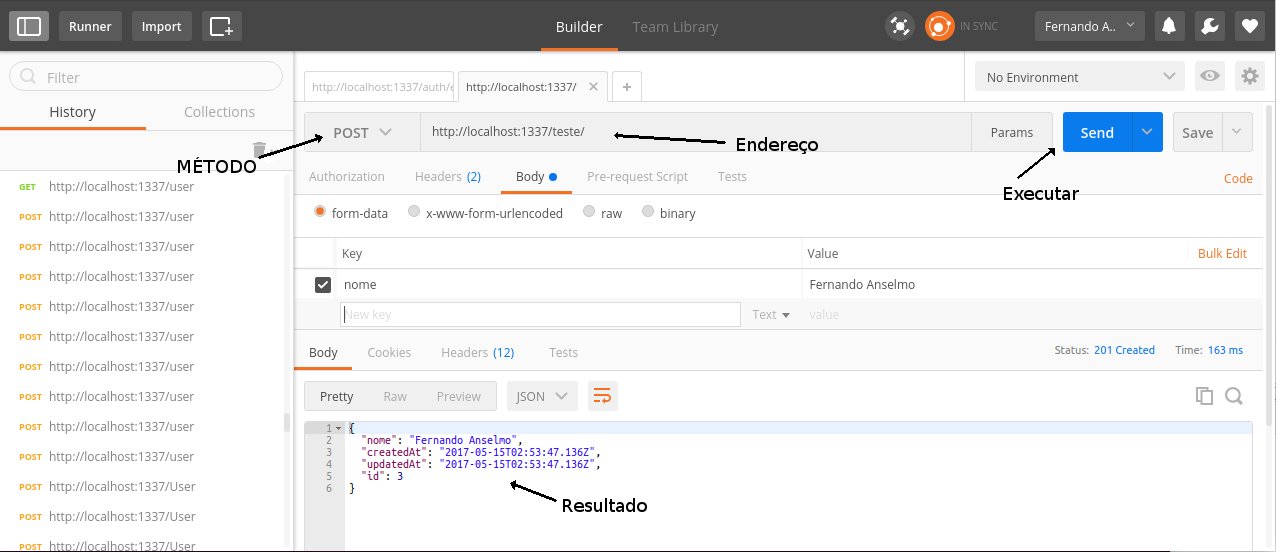 Runner Import Builder Team Library IN SYNC Fernando A..
Filter
History Collections
http://localhost:1337/auth/e http://localhost:1337/ No Environment
POST http://localhost:1337/teste/ Params Send Save
MÉTODO Endereço Executar
Authorization Headers (2) Body Pre-request Script Tests Code
form-data x-www-form-urlencoded raw binary
Key Value Bulk Edit
nome Fernando Anselmo
New key Text value
GET http://localhost:1337/user
POST http://localhost:1337/user
POST http://localhost:1337/user
POST http://localhost:1337/user
POST http://localhost:1337/user
POST http://localhost:1337/user
POST http://localhost:1337/user
POST http://localhost:1337/user
POST http://localhost:1337/user
POST http://localhost:1337/user
POST http://localhost:1337/User
POST http://localhost:1337/User
POST http://localhost:1337/User
Body Cookies Headers (12) Tests Status: 201 Created Time: 163 ms
Pretty Raw Preview JSON
1 {
2 "nome": "Fernando Anselmo",
3 "createdAt": "2017-05-15T02:53:47.136Z",
4 "updatedAt": "2017-05-15T02:53:47.136Z",
5 "id": 3
6 }
Resultado